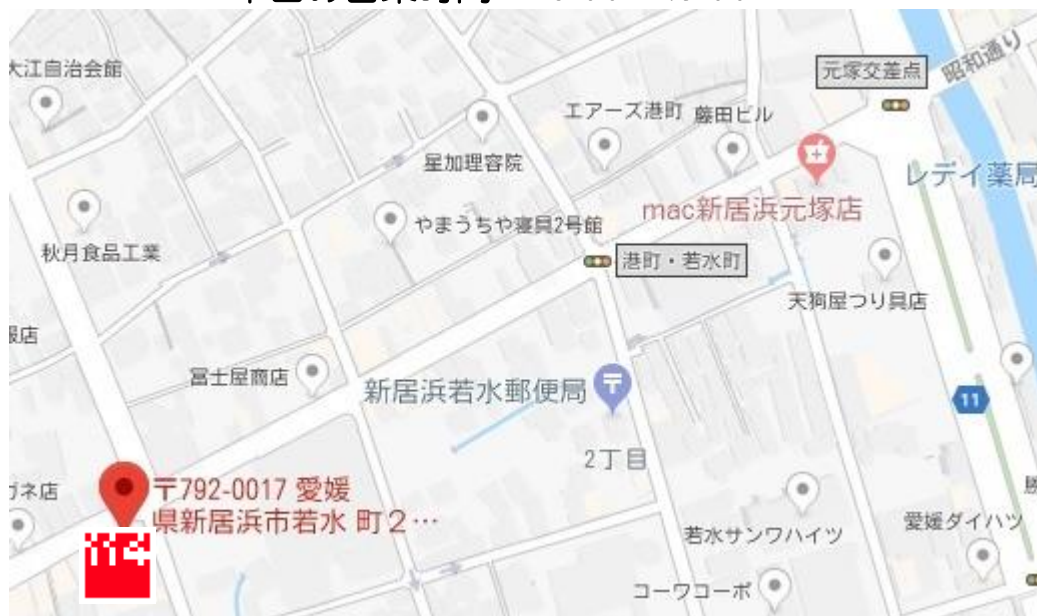 大江自治会館
元塚交差点
昭和通り
エアーズ港町
藤田ビル
星加理容院
レデイ薬局
mac新居浜元塚店
やまうちや寝具2号館
秋月食品工業
港町・若水町
天狗屋つり具店
冨士屋商店
新居浜若水郵便局
11
2丁目
〒792-0017 愛媛
県新居浜市若水 町2…
若水サンワハイツ
愛媛ダイハツ
コーワコーポ